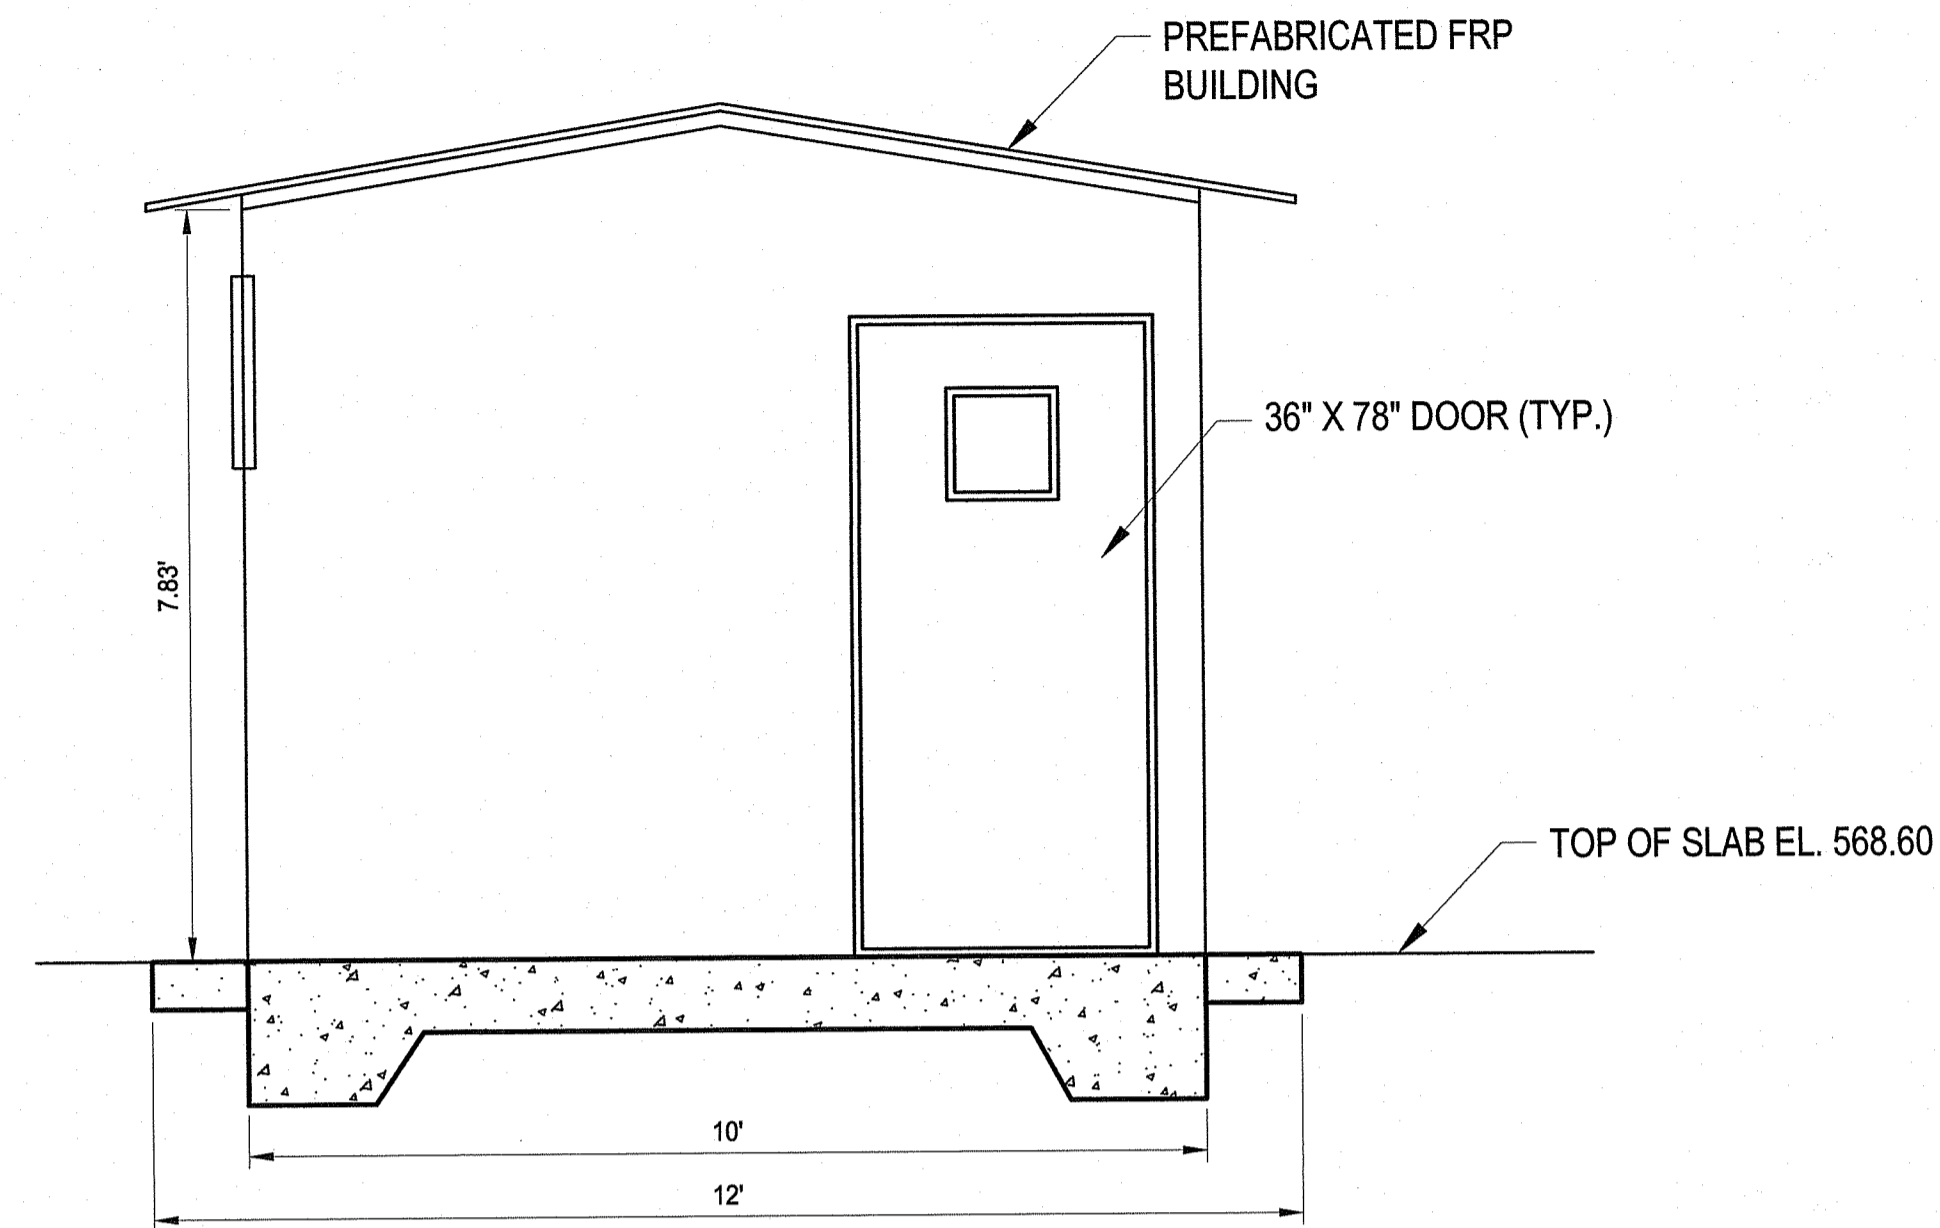 PREFABRICATED FRP
BUILDING
36" X 78" DOOR (TYP.)
7.83'
TOP OF SLAB EL. 568.60
10'
12'